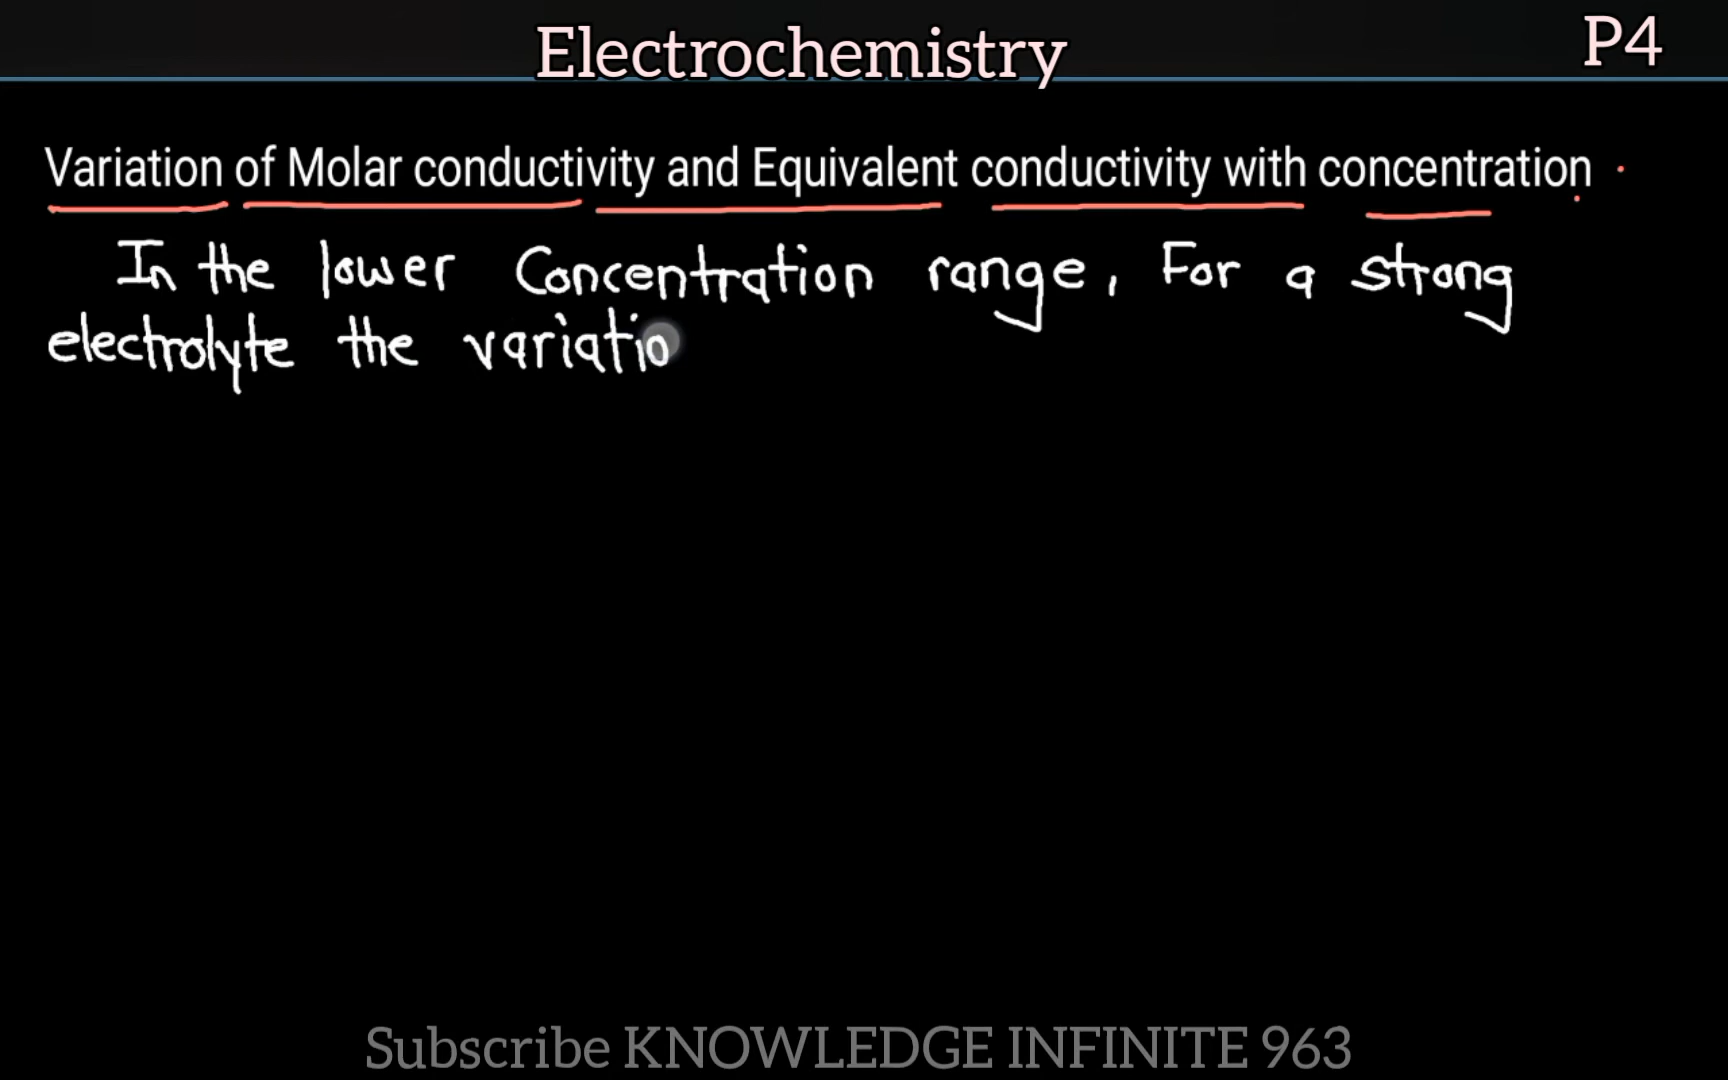 Electrochemistry
P4
Variation of Molar conductivity and Equivalent conductivity with concentration
In the lower Concentration range, For a strong
electrolyte the variatio
Subscribe KNOWLEDGE INFINITE 963